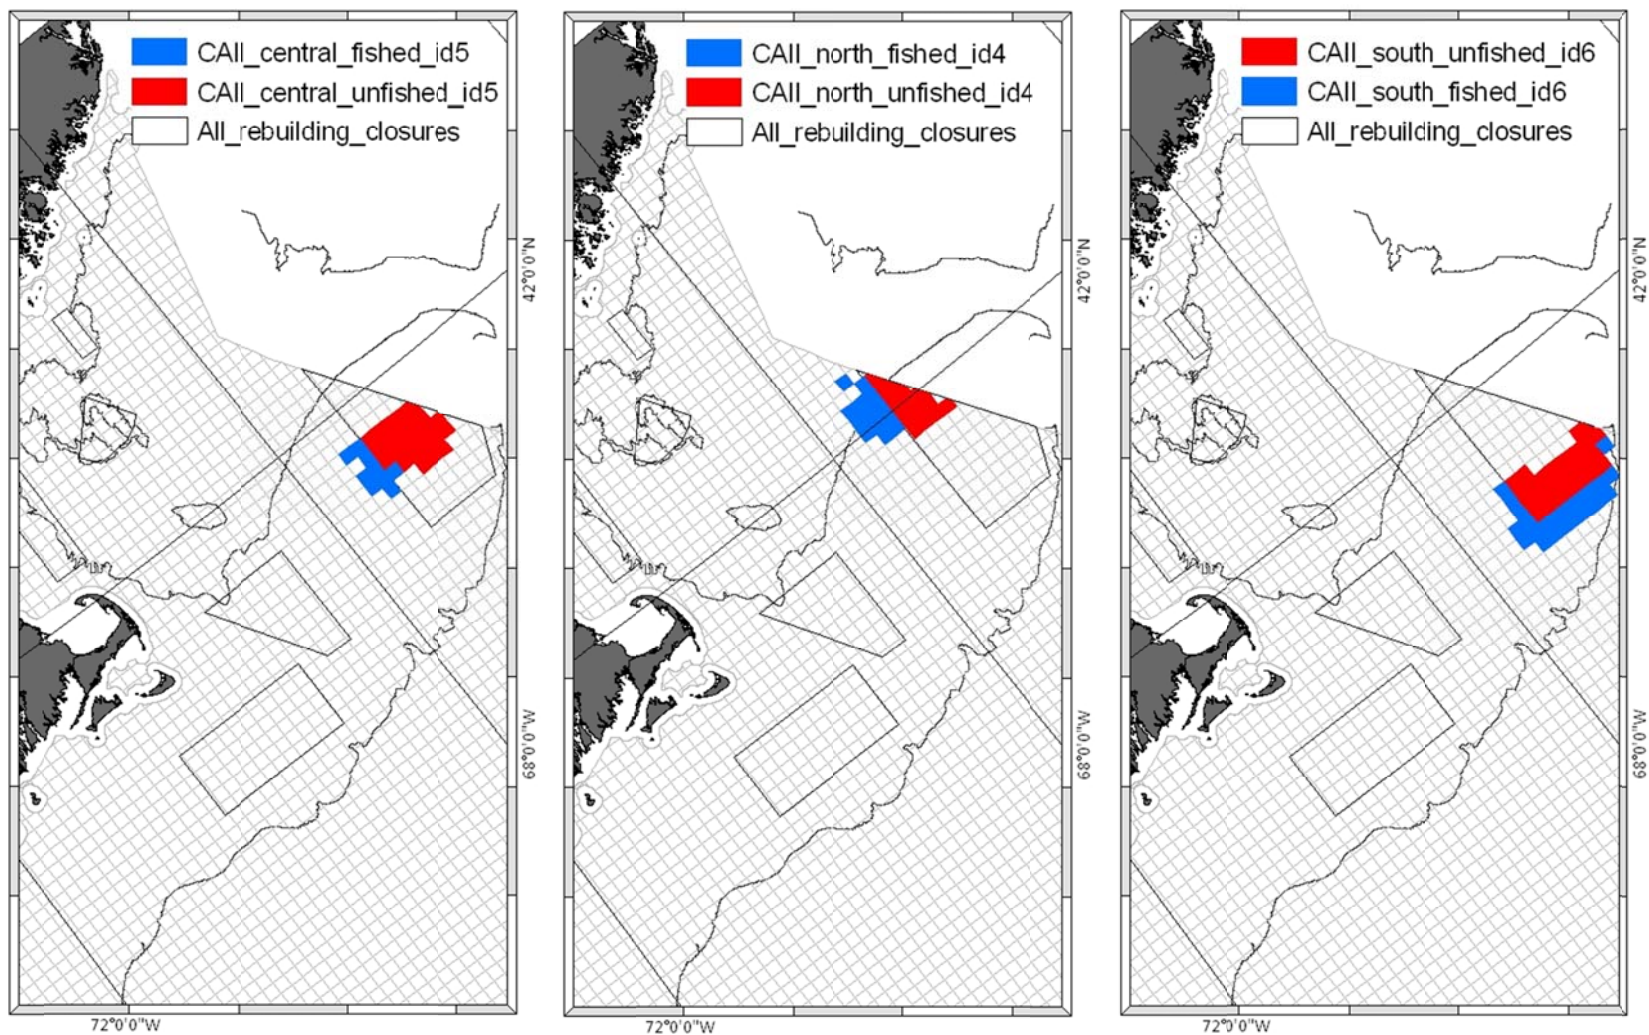 CAII_central_fished_id5
CAII_central_unfished_id5
All_rebuilding_closures
42°0'0"N
68°0'0"W
72°0'0"W
CAII_north_fished_id4
CAII_north_unfished_id4
All_rebuilding_closures
42°0'0"N
68°0'0"W
72°0'0"W
CAII_south_unfished_id6
CAII_south_fished_id6
All_rebuilding_closures
42°0'0"N
68°0'0"W
72°0'0"W